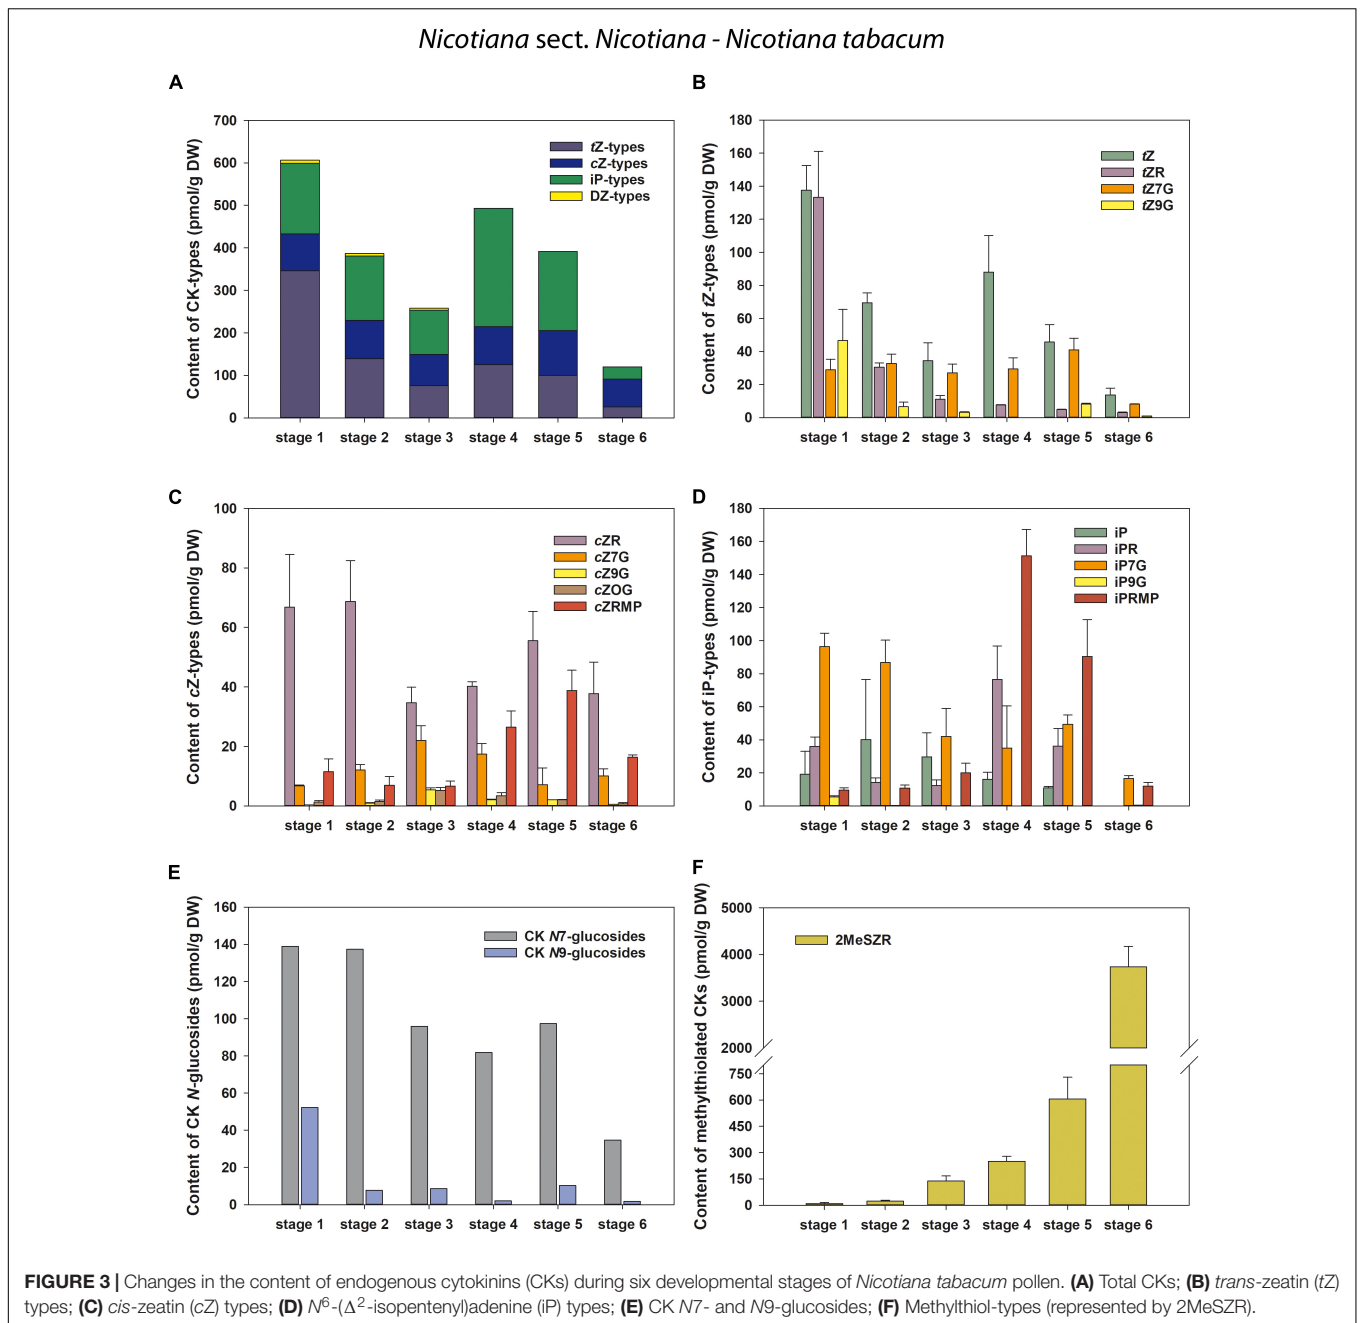 Nicotiana sect. Nicotiana - Nicotiana tabacum
A
Content of CK-types (pmol/g DW)
700
600
500
400
300
200
100
0
tZ-types
cZ-types
iP-types
DZ-types
stage 1 stage 2 stage 3 stage 4 stage 5 stage 6
B
Content of tZ-types (pmol/g DW)
180
160
140
120
100
80
60
40
20
0
tZ
tZR
tZ7G
tZ9G
stage 1 stage 2 stage 3 stage 4 stage 5 stage 6
C
Content of cZ-types (pmol/g DW)
100
80
60
40
20
0
cZR
cZ7G
cZ9G
cZOG
cZRMP
stage 1 stage 2 stage 3 stage 4 stage 5 stage 6
D
Content of iP-types (pmol/g DW)
180
160
140
120
100
80
60
40
20
0
iP
iPR
iP7G
iP9G
iPRMP
stage 1 stage 2 stage 3 stage 4 stage 5 stage 6
E
Content of CK N-glucosides (pmol/g DW)
160
140
120
100
80
60
40
20
0
CK N7-glucosides
CK N9-glucosides
stage 1 stage 2 stage 3 stage 4 stage 5 stage 6
F
Content of methylthiolated CKs (pmol/g DW)
5000
4000
3000
2000
750
600
450
300
150
0
2MeSZR
stage 1 stage 2 stage 3 stage 4 stage 5 stage 6
FIGURE 3 | Changes in the content of endogenous cytokinins (CKs) during six developmental stages of Nicotiana tabacum pollen. (A) Total CKs; (B) trans-zeatin (tZ)
types; (C) cis-zeatin (cZ) types; (D) N⁶-(Δ²-isopentenyl)adenine (iP) types; (E) CK N7- and N9-glucosides; (F) Methylthiol-types (represented by 2MeSZR).